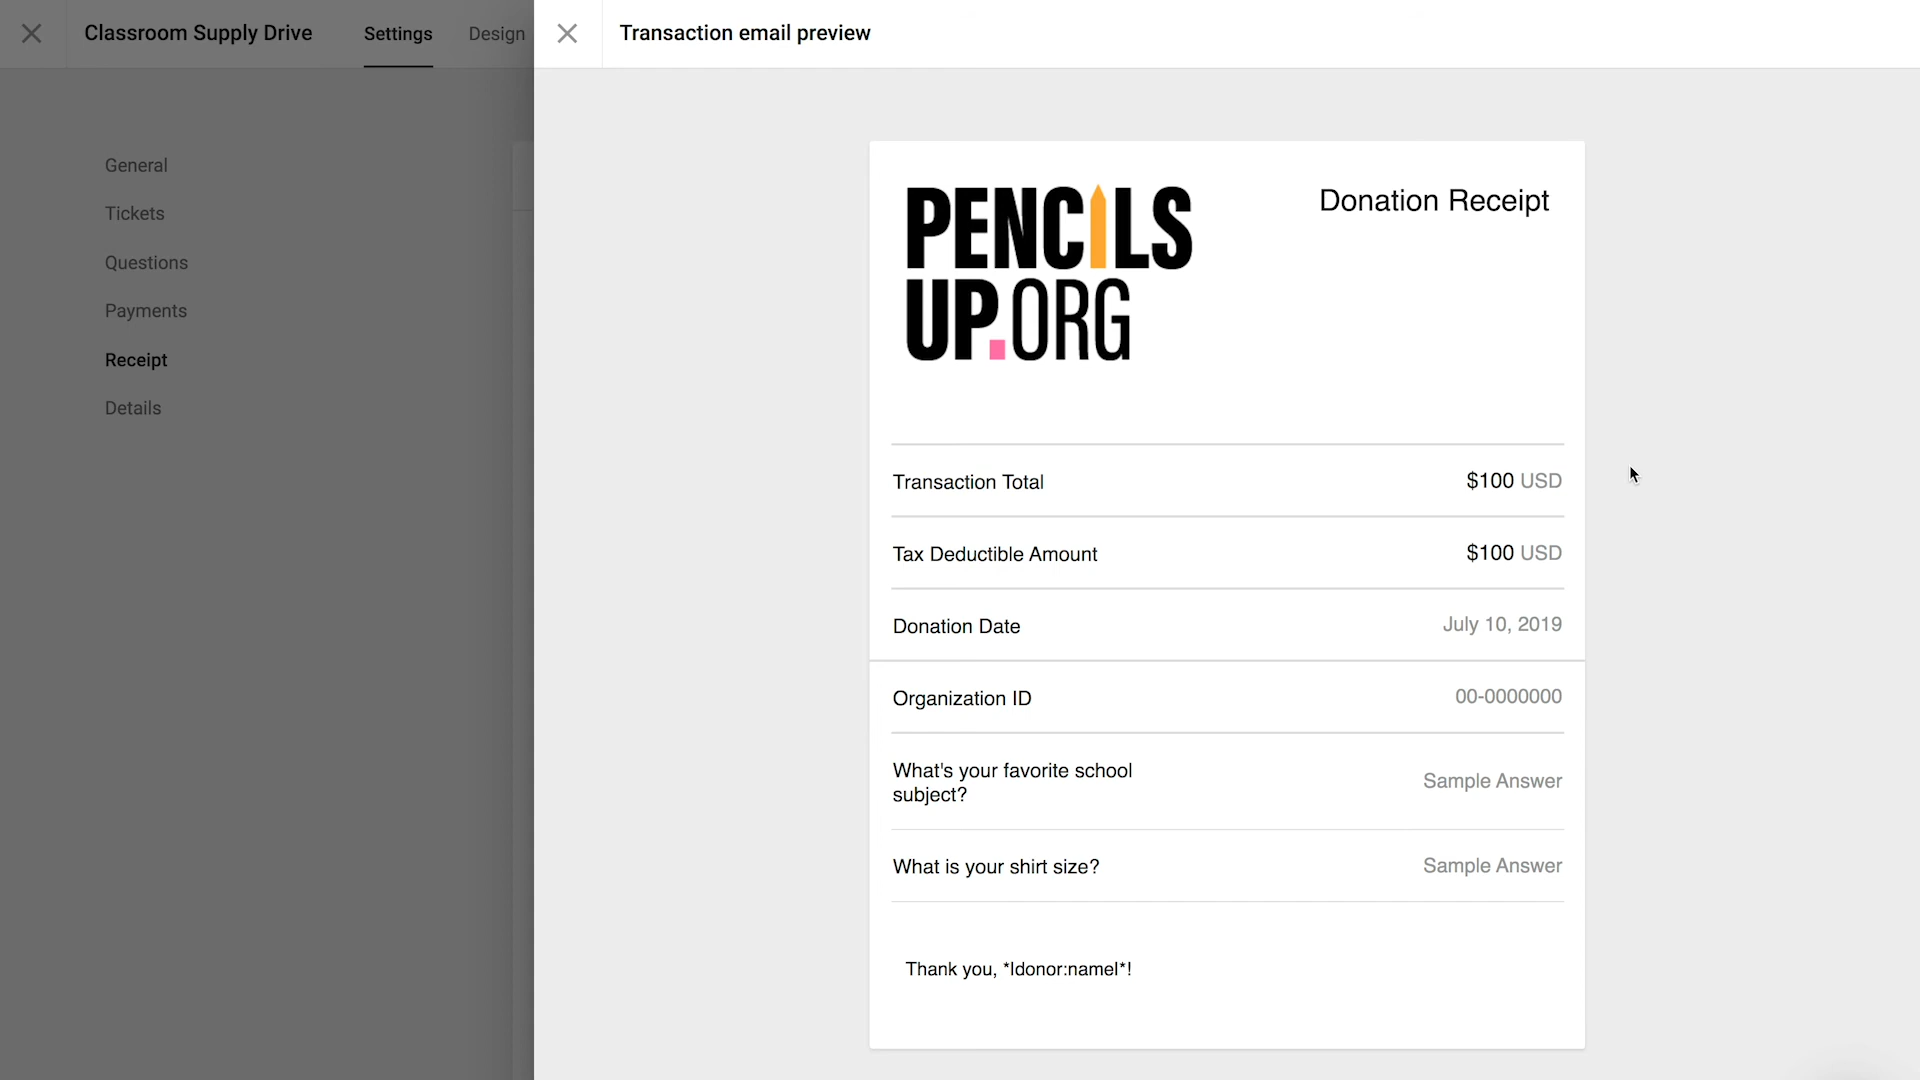 Classroom Supply Drive
Settings
Design
Transaction email preview
General
Tickets
Questions
Payments
Receipt
Details
PENCILS
UP.ORG
Donation Receipt
Transaction Total
$100 USD
Tax Deductible Amount
$100 USD
Donation Date
July 10, 2019
Organization ID
00-0000000
What's your favorite school
subject?
Sample Answer
What is your shirt size?
Sample Answer
Thank you, *|donor:name|*!